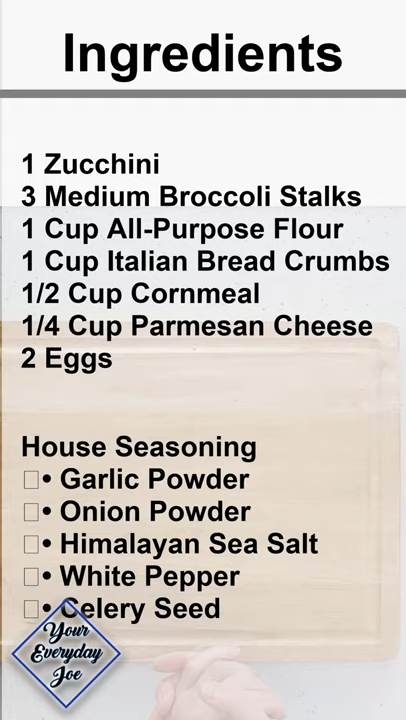 Ingredients
1 Zucchini
3 Medium Broccoli Stalks
1 Cup All-Purpose Flour
1 Cup Italian Bread Crumbs
1/2 Cup Cornmeal
1/4 Cup Parmesan Cheese
2 Eggs
House Seasoning
□• Garlic Powder
□• Onion Powder
□• Himalayan Sea Salt
□• White Pepper
□• Celery Seed
Your
Everyday
Joe